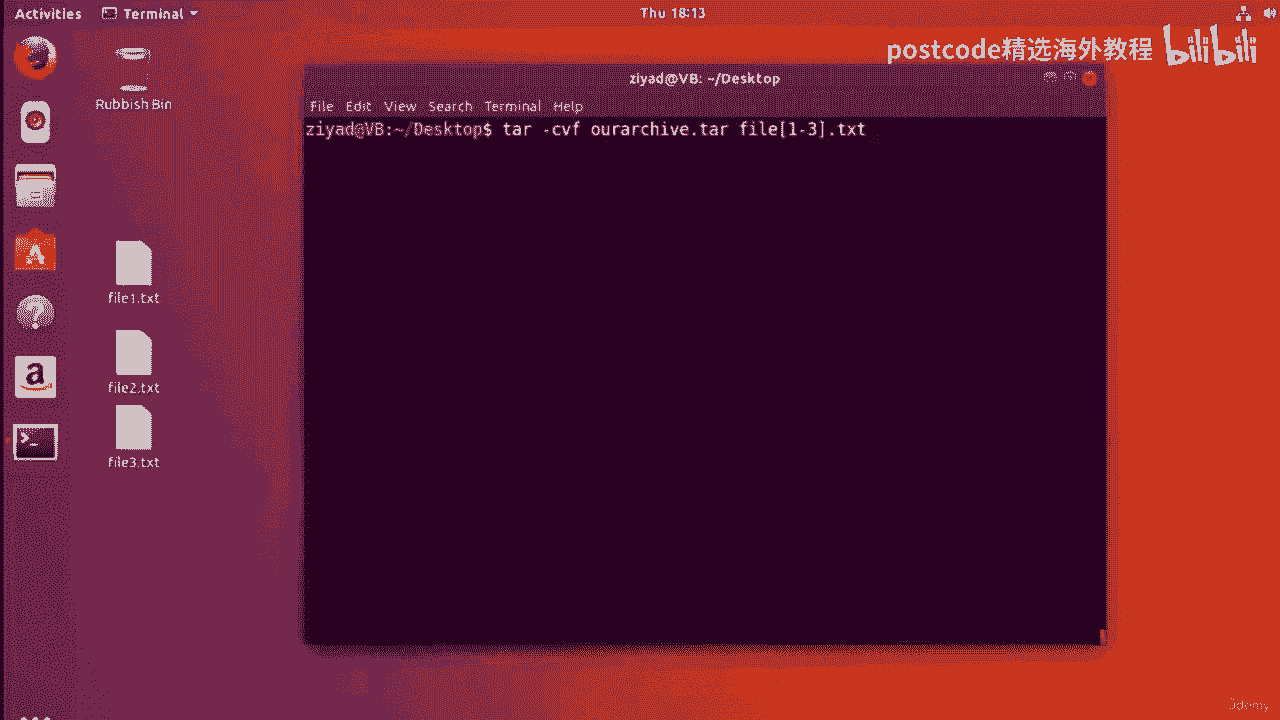 Activities Terminal Thu 18:13
postcode精选海外教程 bilibili
Rubbish Bin
ziyad@VB: ~/Desktop
File Edit View Search Terminal Help
ziyad@VB:~/Desktop$ tar -cvf ourarchive.tar file[1-3].txt
file1.txt
file2.txt
file3.txt
Udemy